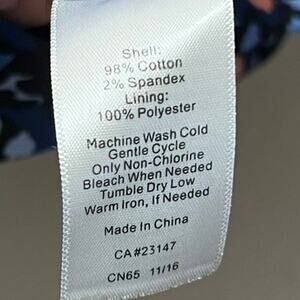 Shell:
98% Cotton
2% Spandex
Lining:
100% Polyester
Machine Wash Cold
Gentle Cycle
Only Non-Chlorine
Bleach When Needed
Tumble Dry Low
Warm Iron, If Needed
Made In China
CA#23147
CN65 11/16